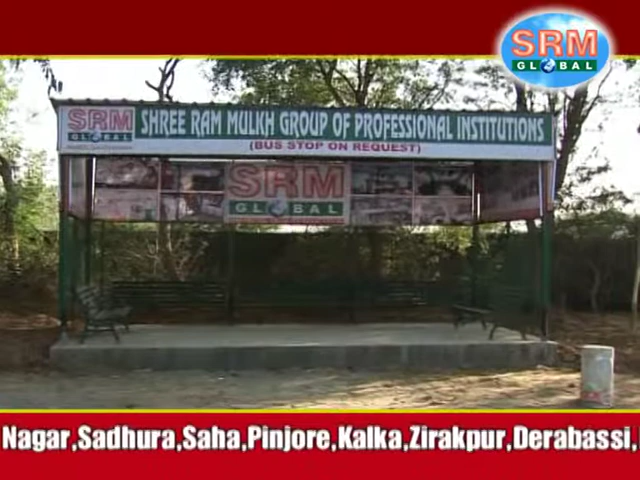 SRM
GLOBAL
SRM
GLOBAL
SHREE RAM MULKH GROUP OF PROFESSIONAL INSTITUTIONS
(BUS STOP ON REQUEST)
SRM
GLOBAL
Nagar,Sadhura,Saha,Pinjore,Kalka,Zirakpur,Derabassi,